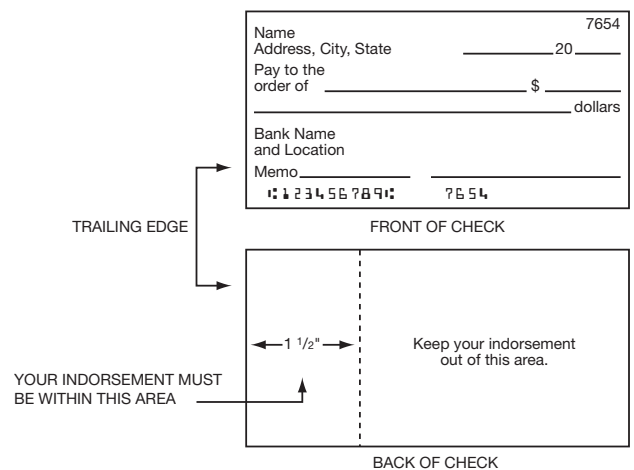 7654
Name
Address, City, State 20
Pay to the
order of $
dollars
Bank Name
and Location
Memo
⑆123456789⑆ 7654
TRAILING EDGE
FRONT OF CHECK
1 1/2"
Keep your indorsement
out of this area.
YOUR INDORSEMENT MUST
BE WITHIN THIS AREA
BACK OF CHECK